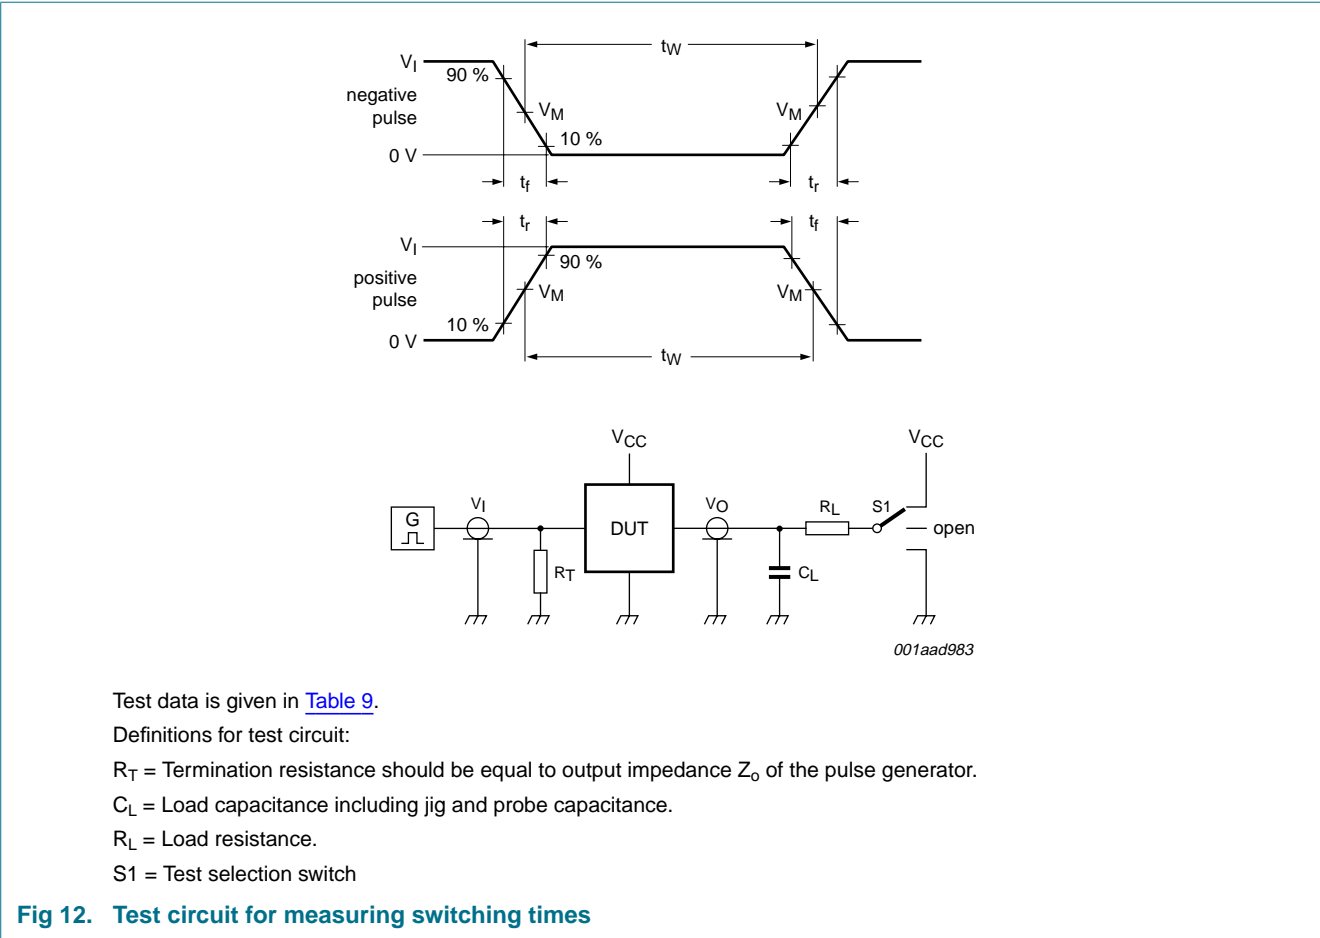 tW
VI
90 %
negative
pulse
VM
VM
10 %
0 V
tf
tr
tr
tf
VI
90 %
positive
pulse
VM
VM
10 %
0 V
tW
VCC
VCC
VI
VO
RL
S1
G
DUT
open
RT
CL
001aad983
Test data is given in Table 9.
Definitions for test circuit:
RT = Termination resistance should be equal to output impedance Zo of the pulse generator.
CL = Load capacitance including jig and probe capacitance.
RL = Load resistance.
S1 = Test selection switch
Fig 12. Test circuit for measuring switching times